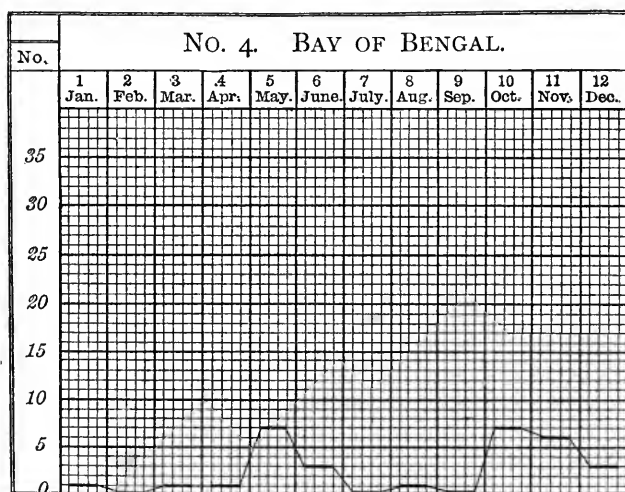 No. 4. Bay of Bengal.
No.
1 2 3 4 5 6 7 8 9 10 11 12
Jan. Feb. Mar. Apr. May. June. July. Aug. Sep. Oct. Nov. Dec.
35
30
25
20
15
10
5
0